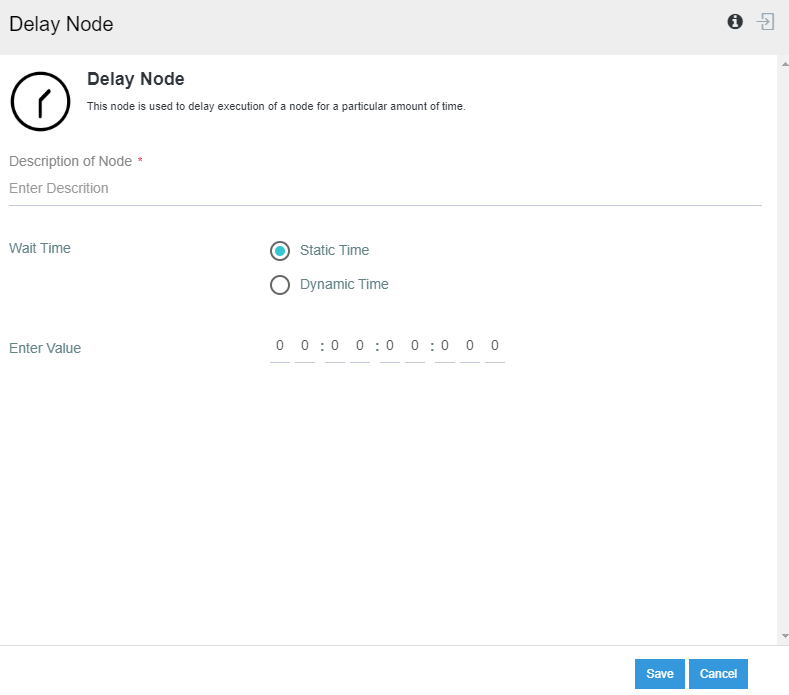 Delay Node
Delay Node
This node is used to delay execution of a node for a particular amount of time.
Description of Node *
Enter Descrition
Wait Time
Static Time
Dynamic Time
Enter Value
0 0 : 0 0 : 0 0 : 0 0 0
Save
Cancel